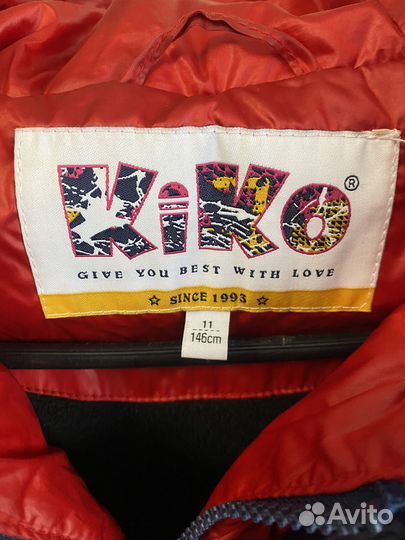 KiKo ®
GIVE YOU BEST WITH LOVE
☆ SINCE 1993 ☆
11
146cm
Avito